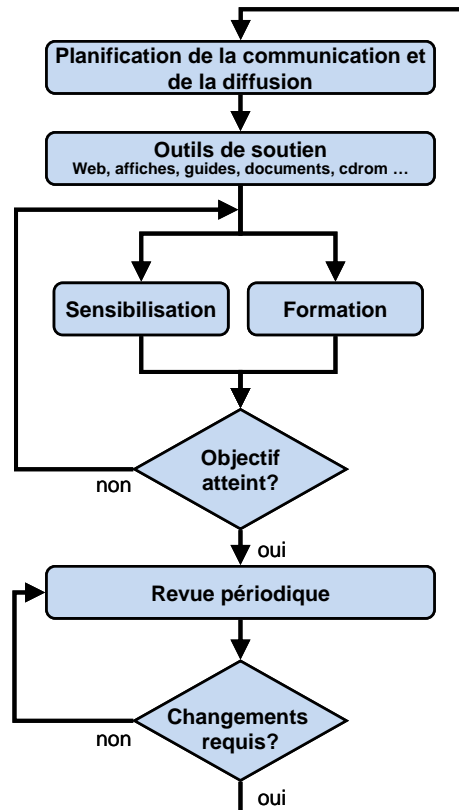 Planification de la communication et
de la diffusion
Outils de soutien
Web, affiches, guides, documents, cdrom …
Sensibilisation
Formation
Objectif
atteint?
non
oui
Revue périodique
Changements
requis?
non
oui